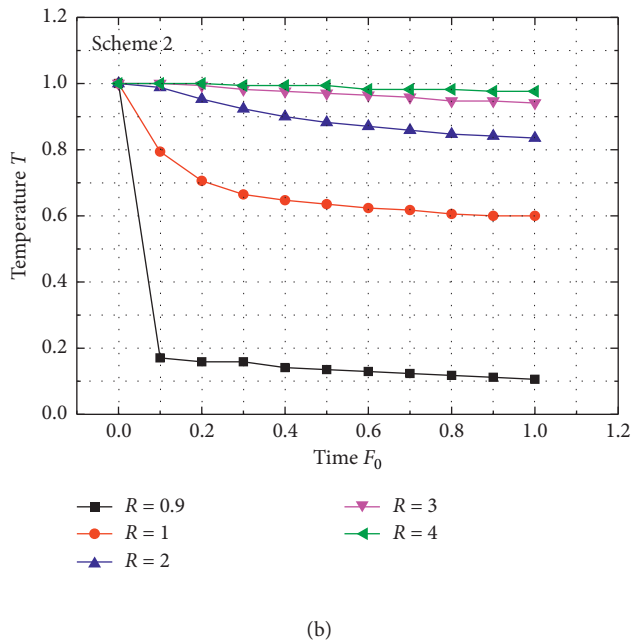 1.2
Scheme 2
1.0
0.8
0.6
0.4
0.2
0.0
Temperature T
0.0 0.2 0.4 0.6 0.8 1.0 1.2
Time F₀
R = 0.9
R = 1
R = 2
R = 3
R = 4
(b)